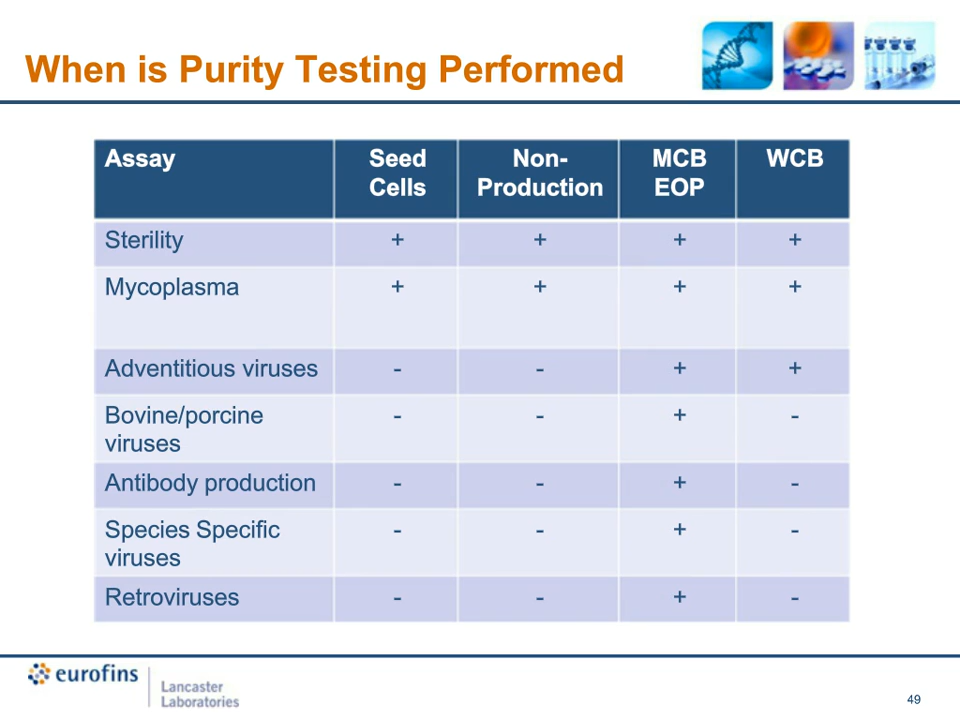 When is Purity Testing Performed
Assay Seed Cells Non-Production MCB EOP WCB
Sterility + + + +
Mycoplasma + + + +
Adventitious viruses - - + +
Bovine/porcine viruses - - + -
Antibody production - - + -
Species Specific viruses - - + -
Retroviruses - - + -
eurofins
Lancaster
Laboratories
49